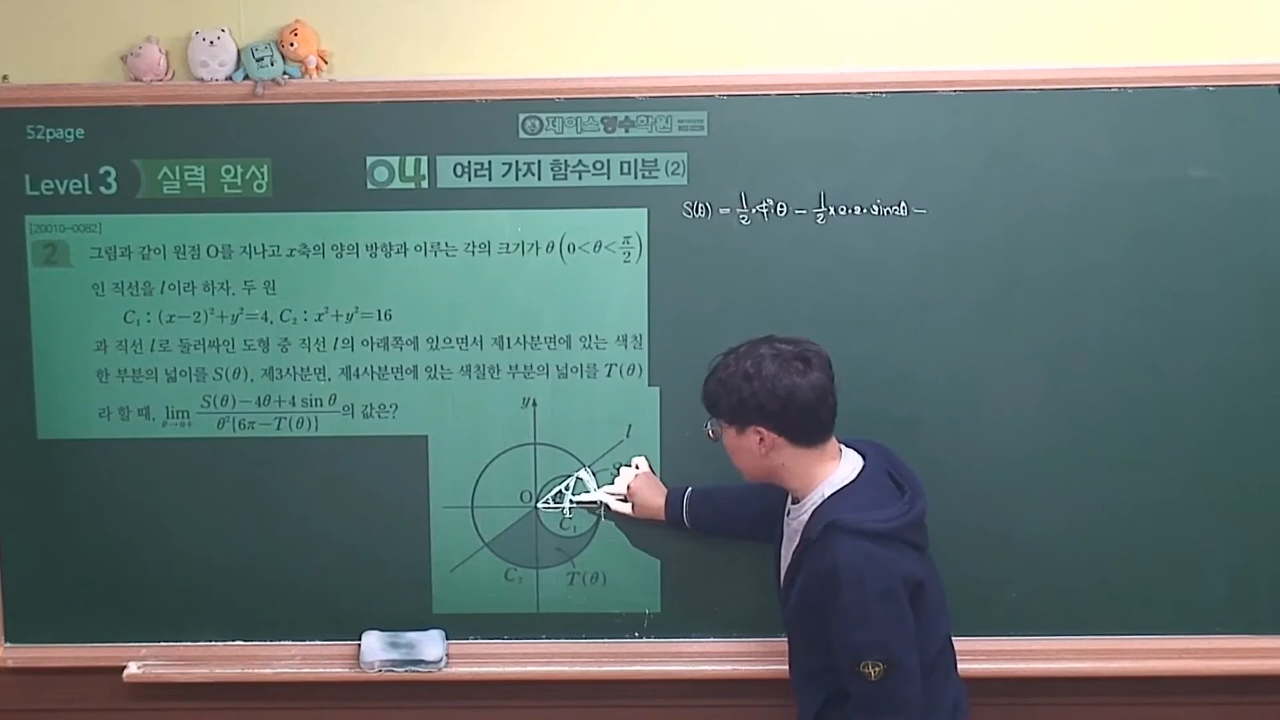 52page
제이스영수학원
Level 3 실력 완성
04 여러 가지 함수의 미분 (2)
S(θ) = 1/2·4²·θ - 1/2×2·2·sin2θ -
[20010-0082]
2 그림과 같이 원점 O를 지나고 x축의 양의 방향과 이루는 각의 크기가 θ(0<θ<π/2)
인 직선을 l이라 하자. 두 원
C₁ : (x-2)²+y²=4, C₂ : x²+y²=16
과 직선 l로 둘러싸인 도형 중 직선 l의 아래쪽에 있으면서 제1사분면에 있는 색칠
한 부분의 넓이를 S(θ), 제3사분면, 제4사분면에 있는 색칠한 부분의 넓이를 T(θ)
라 할 때, lim θ→0+ S(θ)-4θ+4 sin θ / θ²{6π-T(θ)} 의 값은?
y
l
O
C₁
C₂
T(θ)